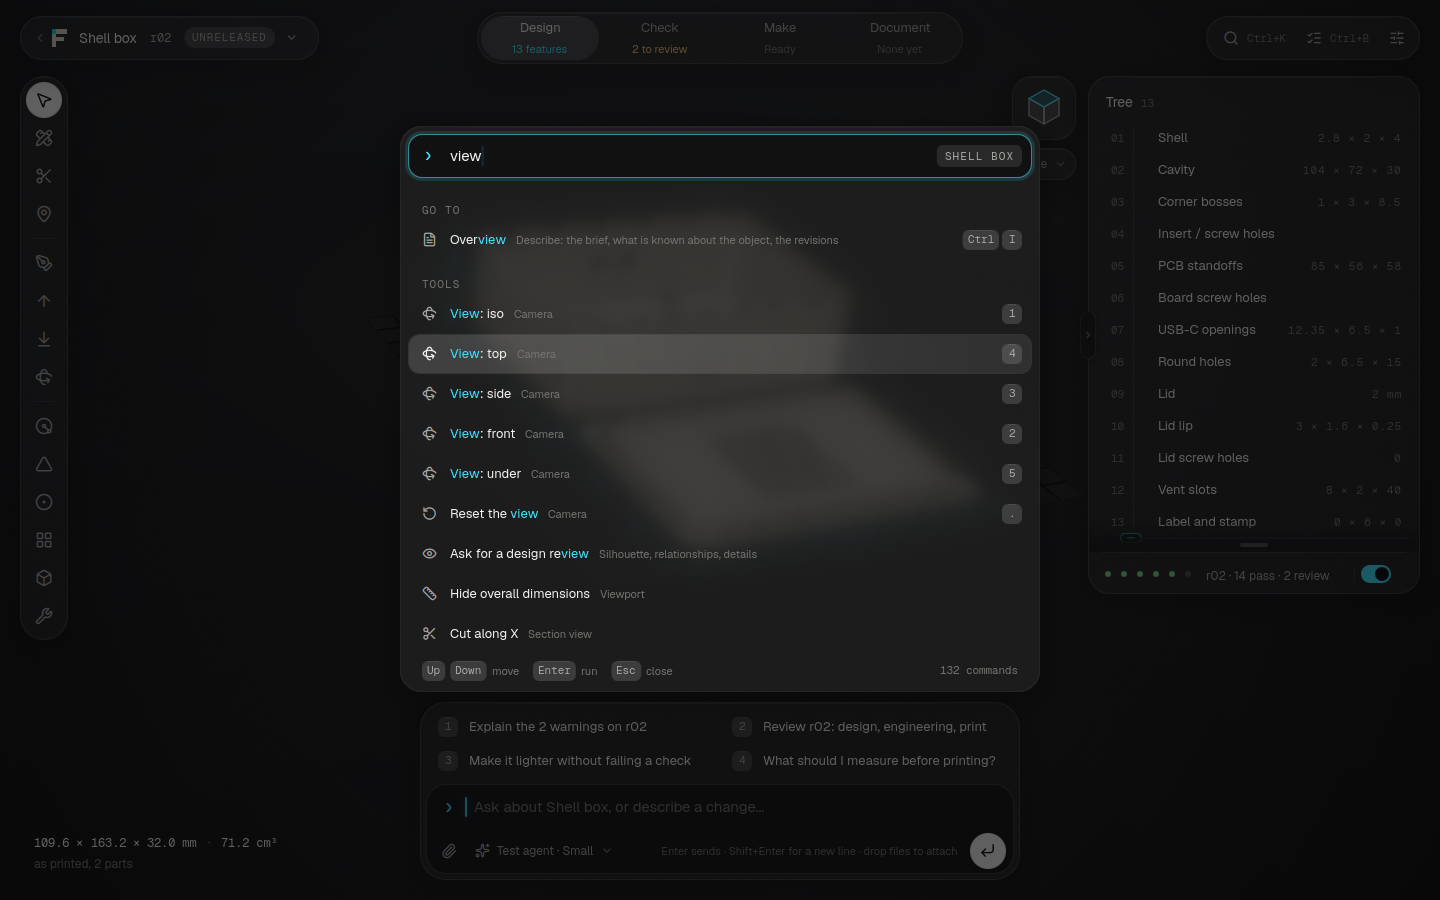 Shell box r02 UNRELEASED
Design
13 features
Check
2 to review
Make
Ready
Document
None yet
Ctrl+K
Ctrl+B
view
SHELL BOX
GO TO
Overview Describe: the brief, what is known about the object, the revisions Ctrl I
TOOLS
View: iso Camera 1
View: top Camera 4
View: side Camera 3
View: front Camera 2
View: under Camera 5
Reset the view Camera .
Ask for a design review Silhouette, relationships, details
Hide overall dimensions Viewport
Cut along X Section view
Up Down move Enter run Esc close 132 commands
Tree 13
01 Shell 2.8 × 2 × 4
02 Cavity 104 × 72 × 30
03 Corner bosses 1 × 3 × 8.5
04 Insert / screw holes
05 PCB standoffs 85 × 56 × 58
06 Board screw holes
07 USB-C openings 12.35 × 6.5 × 1
08 Round holes 2 × 6.5 × 15
09 Lid 2 mm
10 Lid lip 3 × 1.6 × 0.25
11 Lid screw holes 0
12 Vent slots 8 × 2 × 40
13 Label and stamp 0 × 6 × 0
r02 · 14 pass · 2 review
1 Explain the 2 warnings on r02
2 Review r02: design, engineering, print
3 Make it lighter without failing a check
4 What should I measure before printing?
Ask about Shell box, or describe a change...
Test agent · Small
Enter sends · Shift+Enter for a new line · drop files to attach
109.6 × 163.2 × 32.0 mm · 71.2 cm³
as printed, 2 parts